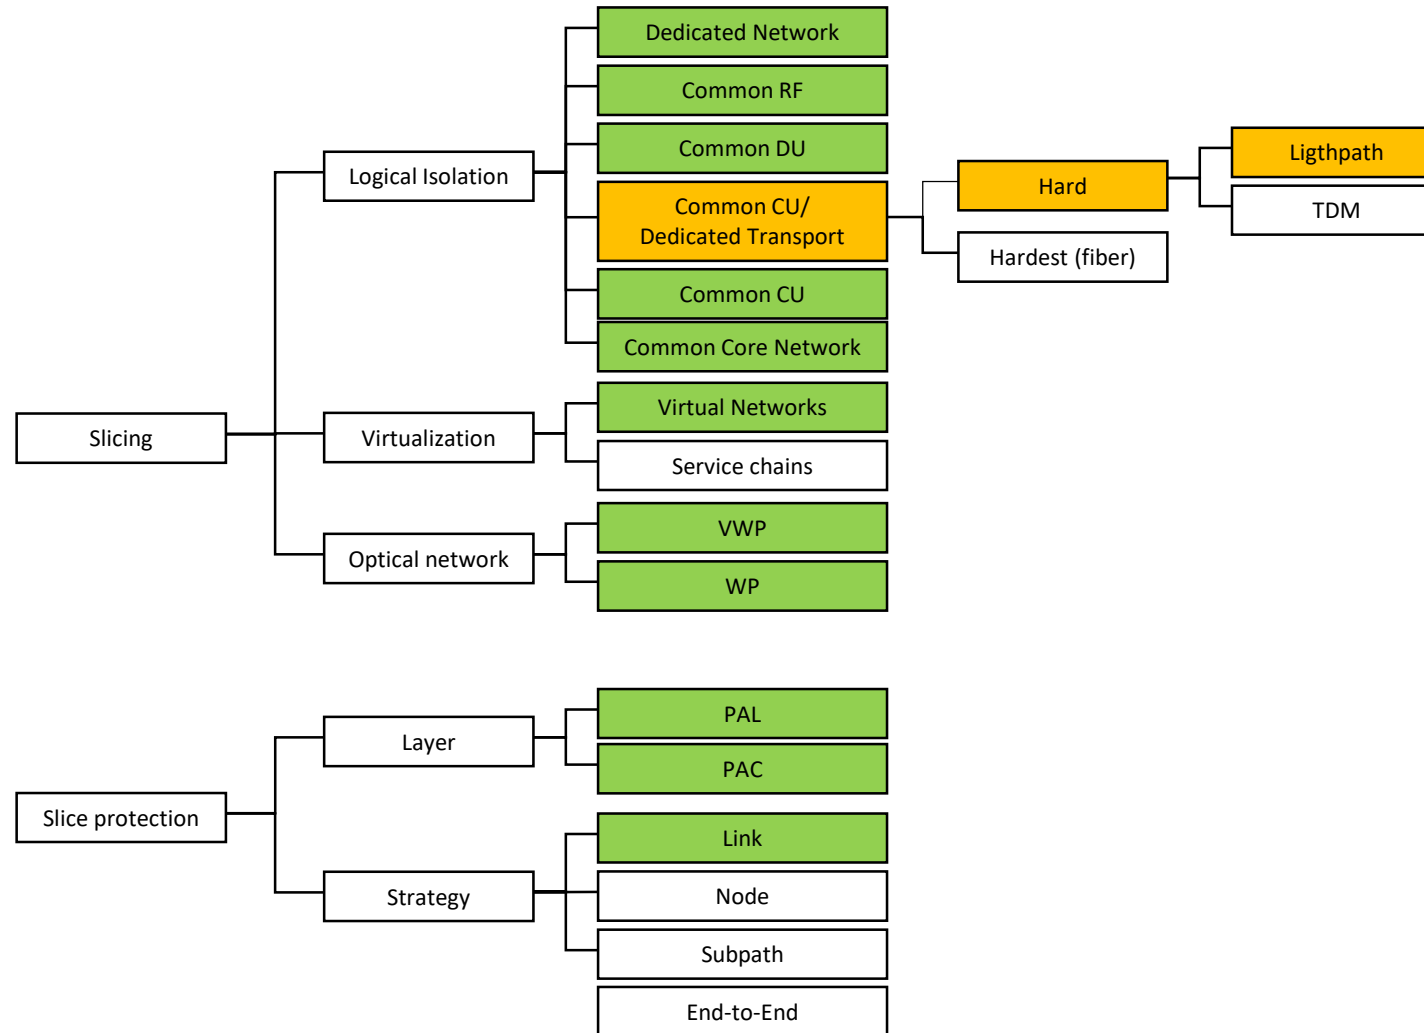 Dedicated Network
Common RF
Common DU
Common CU/
Dedicated Transport
Common CU
Common Core Network
Logical Isolation
Hard
Hardest (fiber)
Ligthpath
TDM
Slicing
Virtualization
Virtual Networks
Service chains
Optical network
VWP
WP
Slice protection
Layer
PAL
PAC
Strategy
Link
Node
Subpath
End-to-End